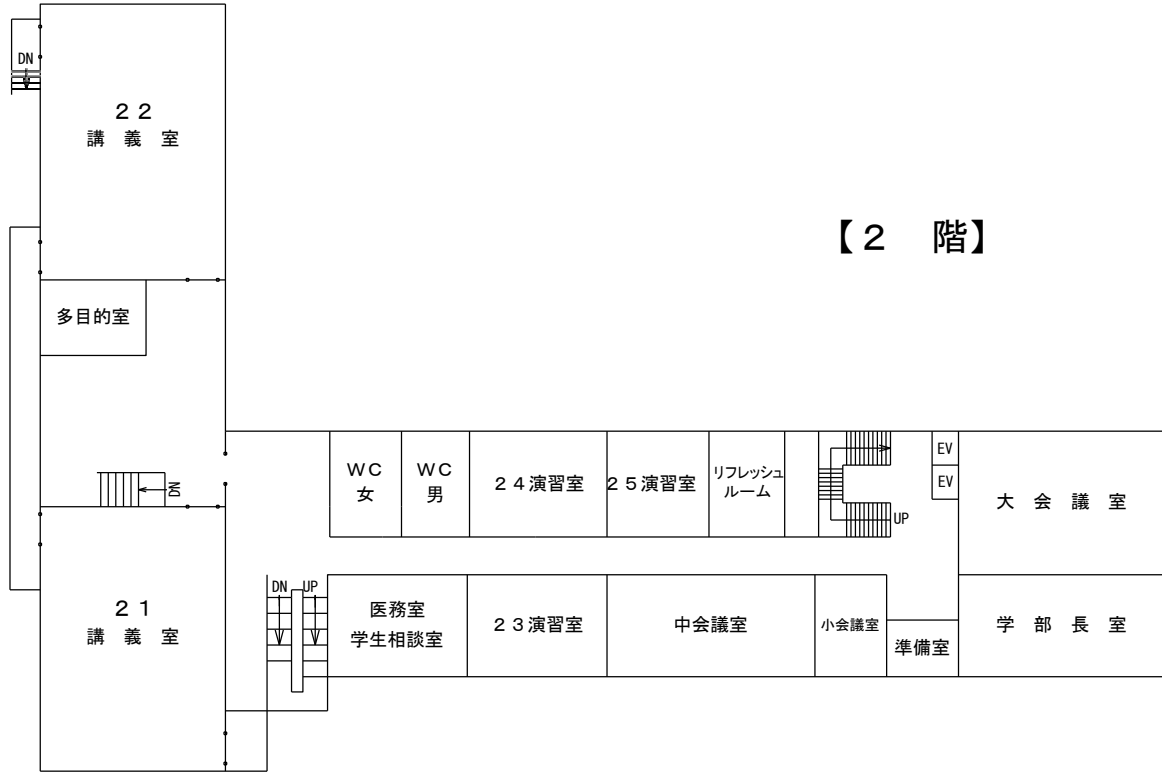 DN
２２
講　義　室
【２　階】
多目的室
ＷＣ
女
ＷＣ
男
２４演習室
２５演習室
リフレッシュ
ルーム
EV
EV
大　会　議　室
DN
UP
２１
講　義　室
DN
UP
医務室
学生相談室
２３演習室
中会議室
小会議室
準備室
学　部　長　室